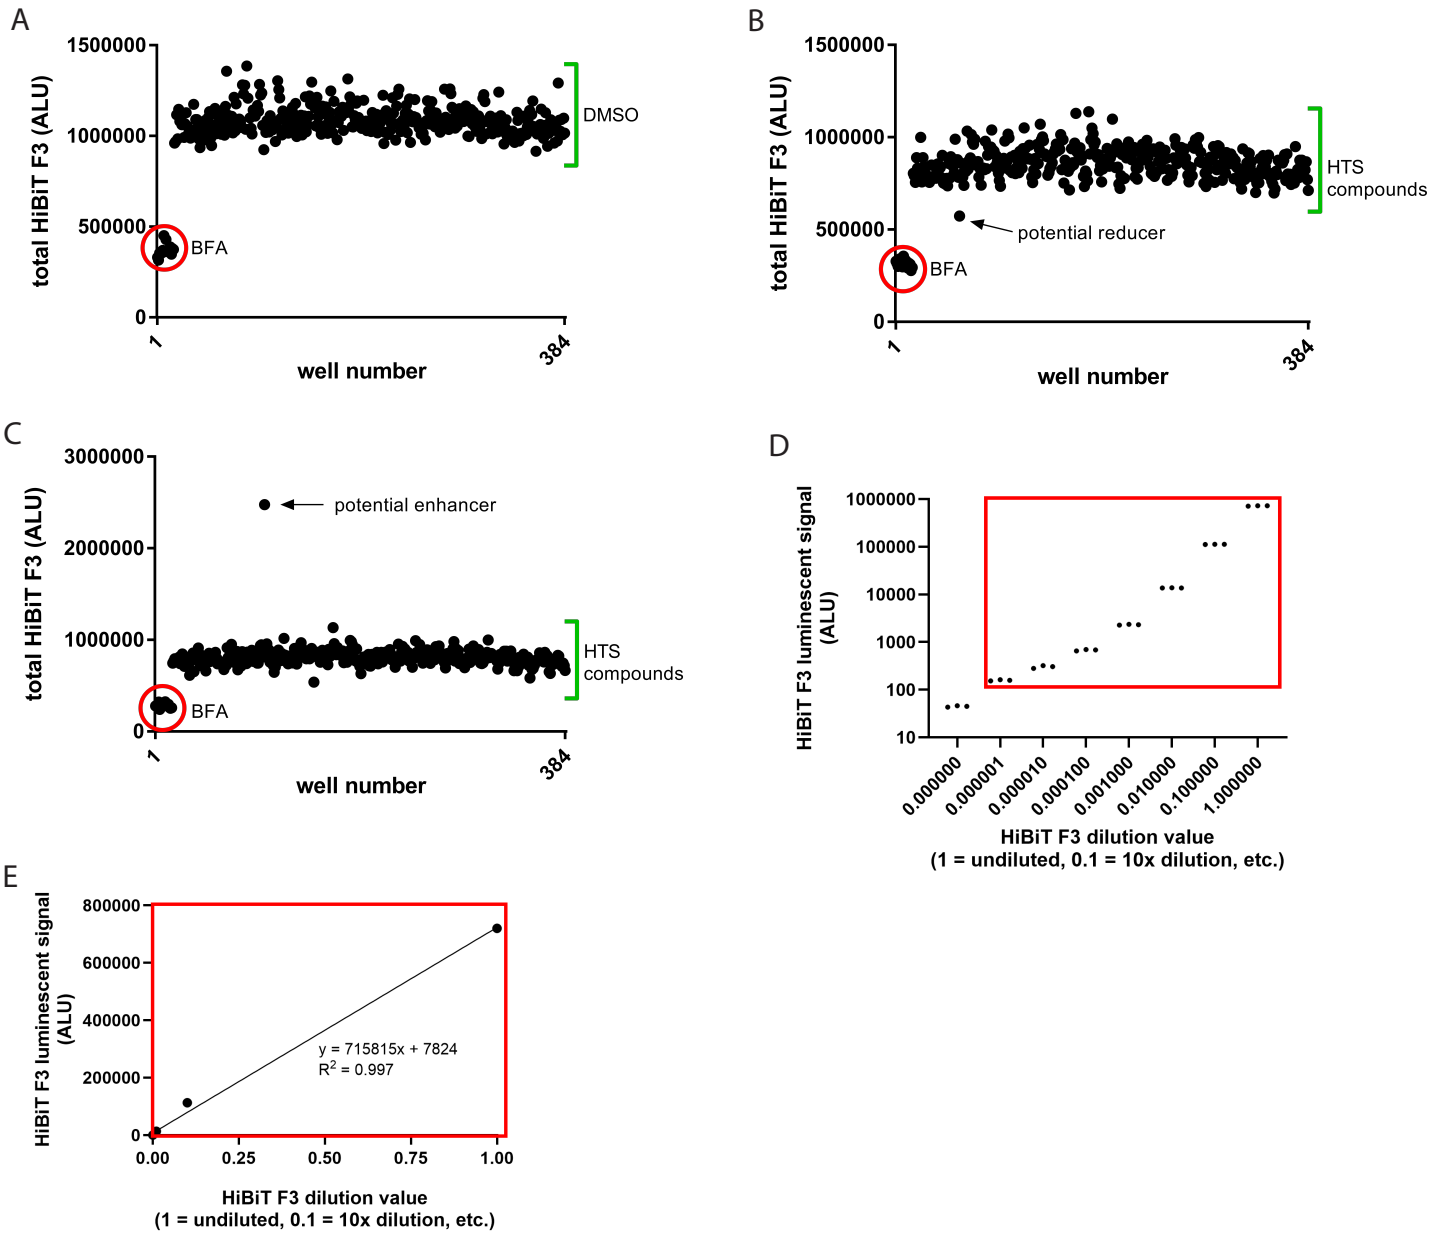 A
total HiBiT F3 (ALU)
1500000
1000000
500000
0
DMSO
BFA
1
384
well number
B
total HiBiT F3 (ALU)
1500000
1000000
500000
0
HTS
compounds
potential reducer
BFA
1
384
well number
C
total HiBiT F3 (ALU)
3000000
2000000
1000000
0
potential enhancer
HTS
compounds
BFA
1
384
well number
D
HiBiT F3 luminescent signal
(ALU)
1000000
100000
10000
1000
100
10
0.000000
0.000001
0.000010
0.000100
0.001000
0.010000
0.100000
1.000000
HiBiT F3 dilution value
(1 = undiluted, 0.1 = 10x dilution, etc.)
E
HiBiT F3 luminescent signal
(ALU)
800000
600000
400000
200000
0
y = 715815x + 7824
R² = 0.997
0.00
0.25
0.50
0.75
1.00
HiBiT F3 dilution value
(1 = undiluted, 0.1 = 10x dilution, etc.)